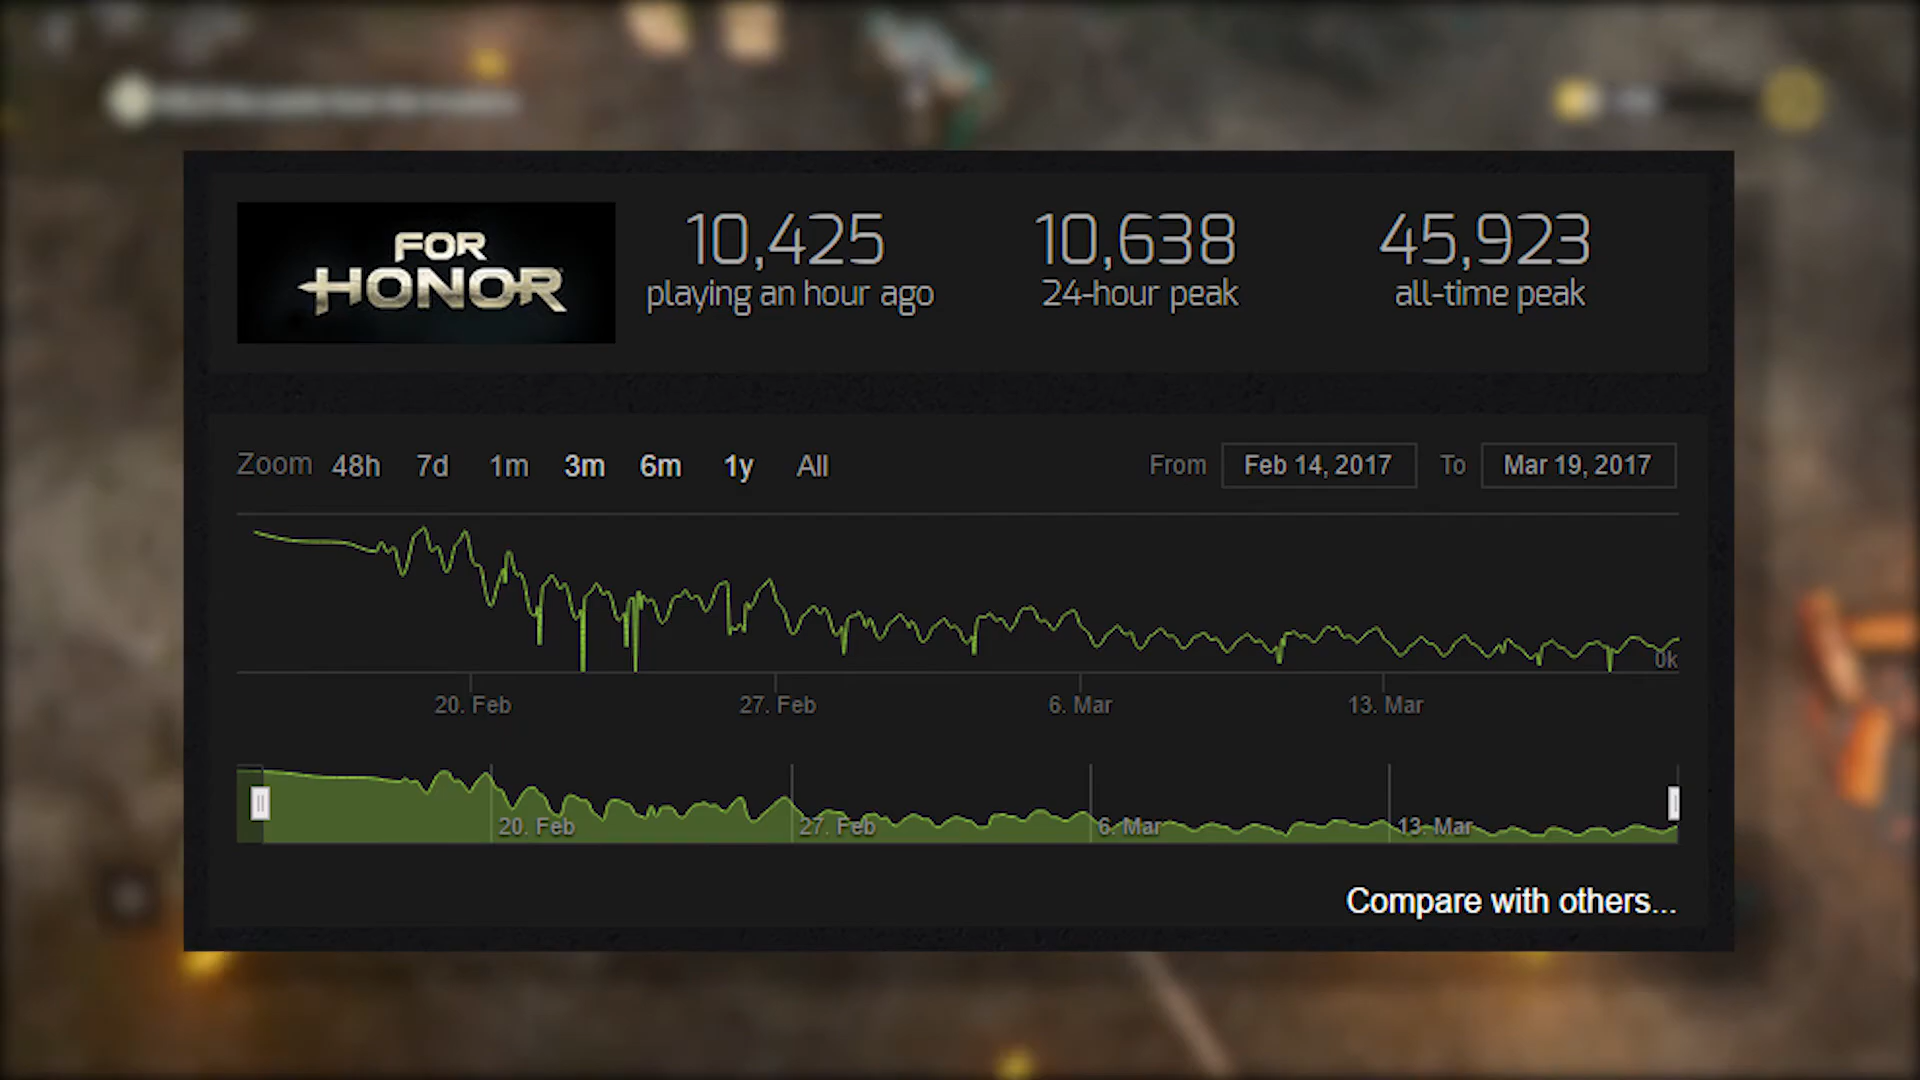 FOR
HONOR
10,425
playing an hour ago
10,638
24-hour peak
45,923
all-time peak
Zoom 48h 7d 1m 3m 6m 1y All
From Feb 14, 2017 To Mar 19, 2017
0k
20. Feb 27. Feb 6. Mar 13. Mar
20. Feb 27. Feb 6. Mar 13. Mar
Compare with others...